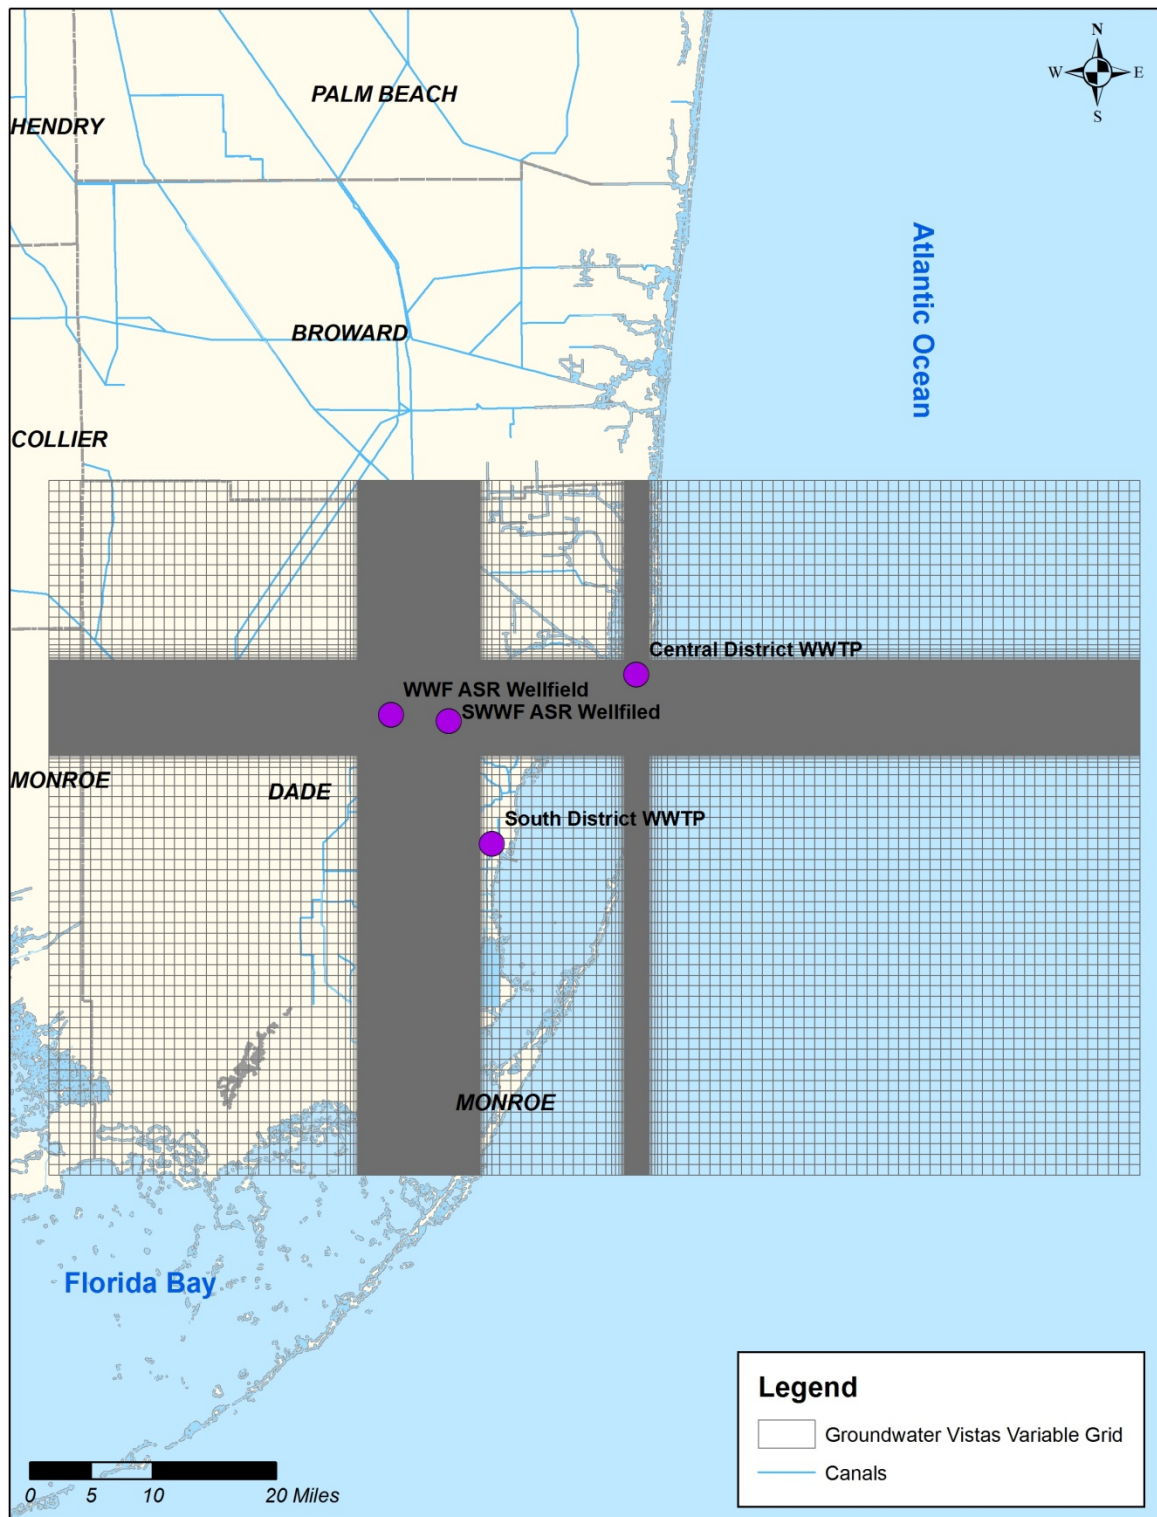 N
W E
S
PALM BEACH
HENDRY
Atlantic Ocean
BROWARD
COLLIER
Central District WWTP
WWF ASR Wellfield
SWWF ASR Wellfiled
MONROE
DADE
South District WWTP
MONROE
Florida Bay
Legend
Groundwater Vistas Variable Grid
Canals
0 5 10 20 Miles